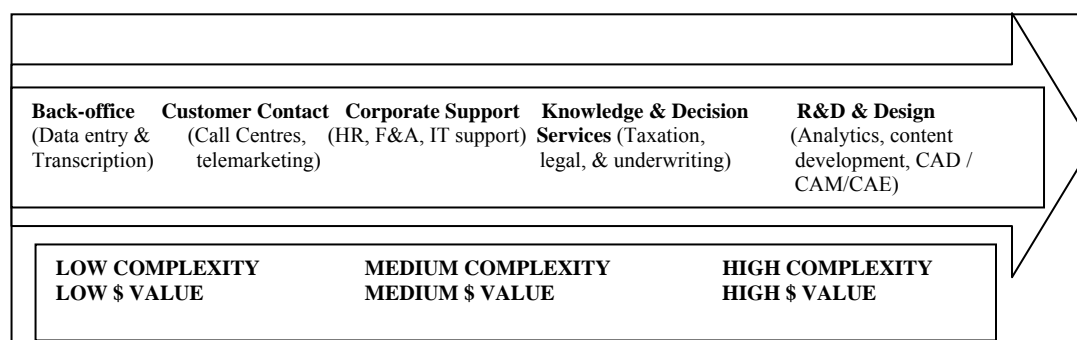 Back-office Customer Contact Corporate Support Knowledge & Decision R&D & Design
(Data entry & (Call Centres, (HR, F&A, IT support) Services (Taxation, (Analytics, content
Transcription) telemarketing) legal, & underwriting) development, CAD /
CAM/CAE)
LOW COMPLEXITY MEDIUM COMPLEXITY HIGH COMPLEXITY
LOW $ VALUE MEDIUM $ VALUE HIGH $ VALUE